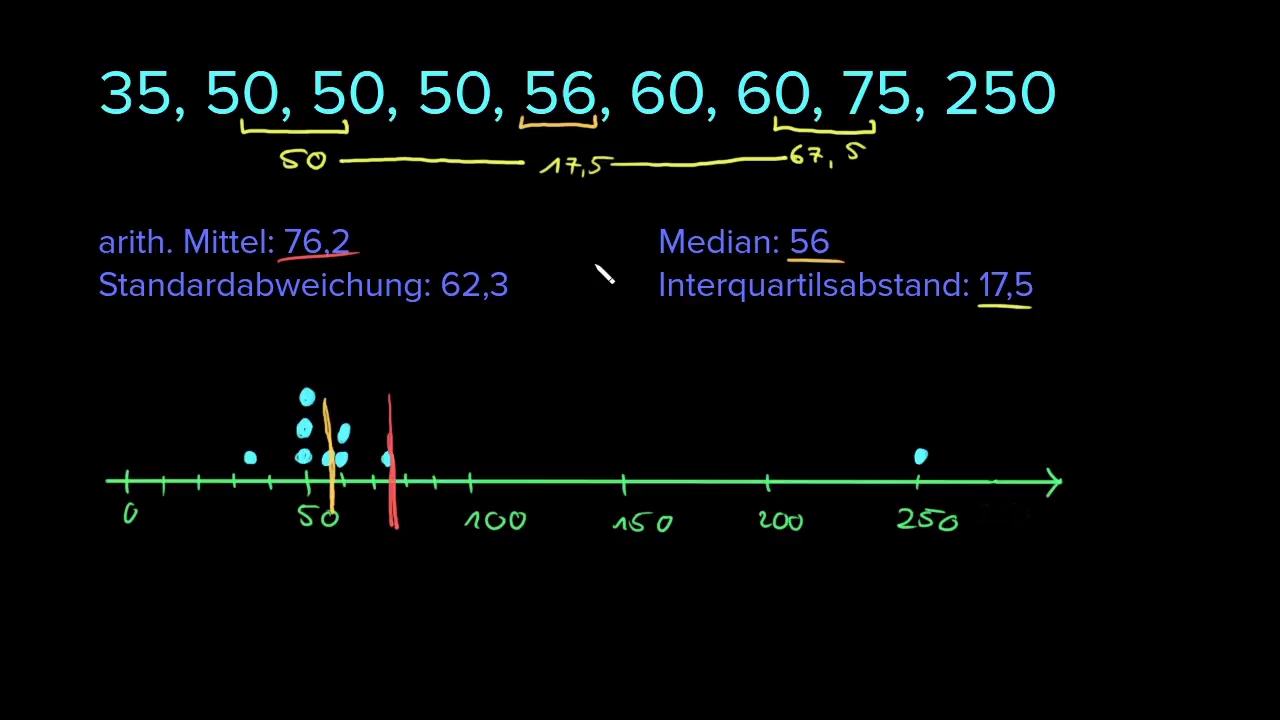 35, 50, 50, 50, 56, 60, 60, 75, 250
50 17,5 67,5
arith. Mittel: 76,2
Standardabweichung: 62,3
Median: 56
Interquartilsabstand: 17,5
0 50 100 150 200 250